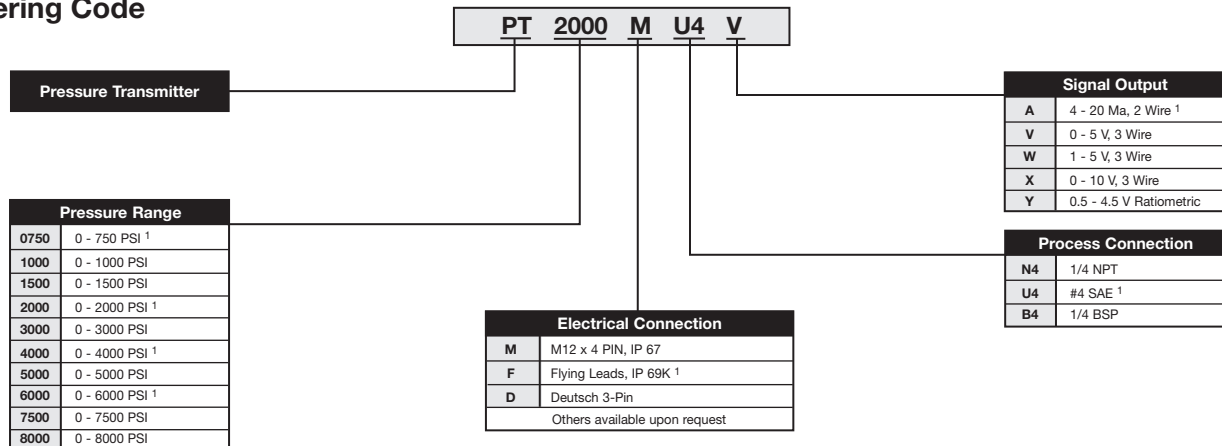 ering Code
PT 2000 M U4 V
Pressure Transmitter
Pressure Range
0750 0 - 750 PSI 1
1000 0 - 1000 PSI
1500 0 - 1500 PSI
2000 0 - 2000 PSI 1
3000 0 - 3000 PSI
4000 0 - 4000 PSI 1
5000 0 - 5000 PSI
6000 0 - 6000 PSI 1
7500 0 - 7500 PSI
8000 0 - 8000 PSI
Electrical Connection
M M12 x 4 PIN, IP 67
F Flying Leads, IP 69K 1
D Deutsch 3-Pin
Others available upon request
Signal Output
A 4 - 20 Ma, 2 Wire 1
V 0 - 5 V, 3 Wire
W 1 - 5 V, 3 Wire
X 0 - 10 V, 3 Wire
Y 0.5 - 4.5 V Ratiometric
Process Connection
N4 1/4 NPT
U4 #4 SAE 1
B4 1/4 BSP